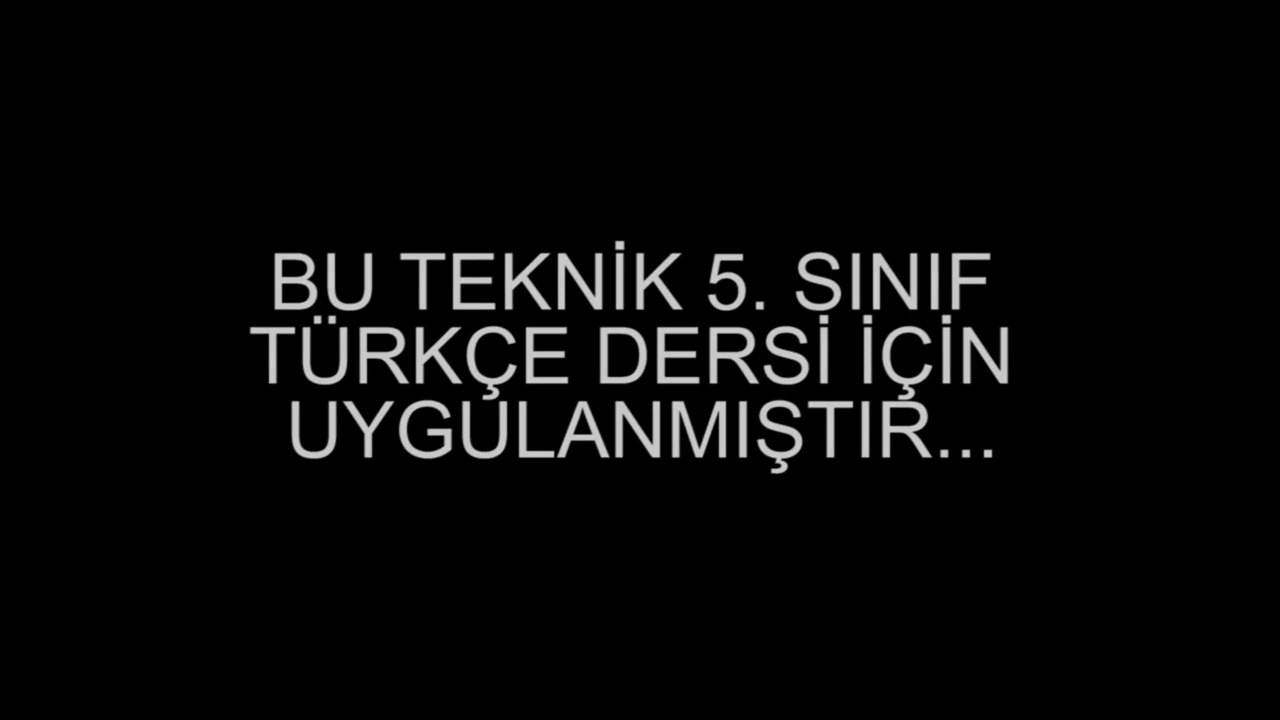 BU TEKNİK 5. SINIF
TÜRKÇE DERSİ İÇİN
UYGULANMIŞTIR...